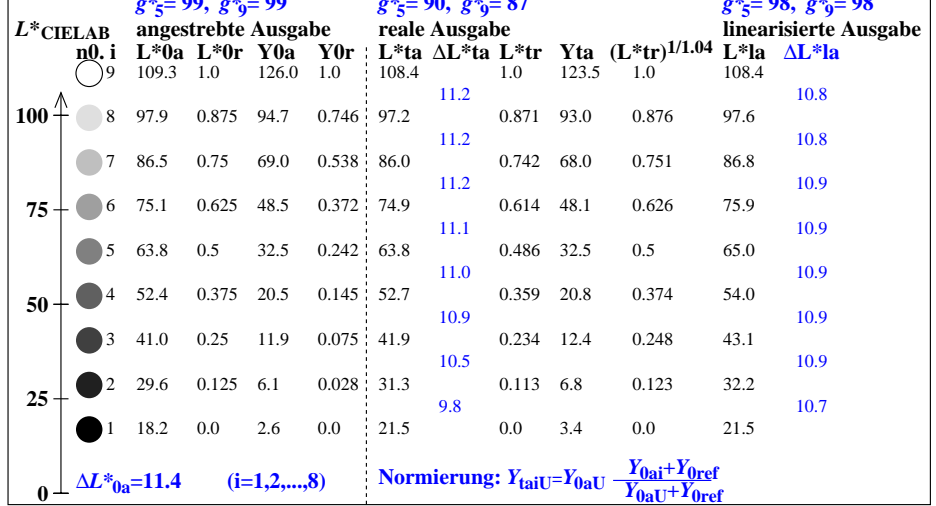 g*5= 99, g*9= 99 g*5= 90, g*9= 87 g*5= 98, g*9= 98
L*CIELAB angestrebte Ausgabe reale Ausgabe linearisierte Ausgabe
n0. i L*0a L*0r Y0a Y0r L*ta ΔL*ta L*tr Yta (L*tr)1/1.04 L*la ΔL*la
9 109.3 1.0 126.0 1.0 108.4 1.0 123.5 1.0 108.4
11.2 10.8
100 8 97.9 0.875 94.7 0.746 97.2 0.871 93.0 0.876 97.6
11.2 10.8
7 86.5 0.75 69.0 0.538 86.0 0.742 68.0 0.751 86.8
11.2 10.9
75 6 75.1 0.625 48.5 0.372 74.9 0.614 48.1 0.626 75.9
11.1 10.9
5 63.8 0.5 32.5 0.242 63.8 0.486 32.5 0.5 65.0
11.0 10.9
50 4 52.4 0.375 20.5 0.145 52.7 0.359 20.8 0.374 54.0
10.9 10.9
3 41.0 0.25 11.9 0.075 41.9 0.234 12.4 0.248 43.1
10.5 10.9
25 2 29.6 0.125 6.1 0.028 31.3 0.113 6.8 0.123 32.2
9.8 10.7
1 18.2 0.0 2.6 0.0 21.5 0.0 3.4 0.0 21.5
0 ΔL*0a=11.4 (i=1,2,...,8) Normierung: YtaiU=Y0aU Y0ai+Y0ref
Y0aU+Y0ref